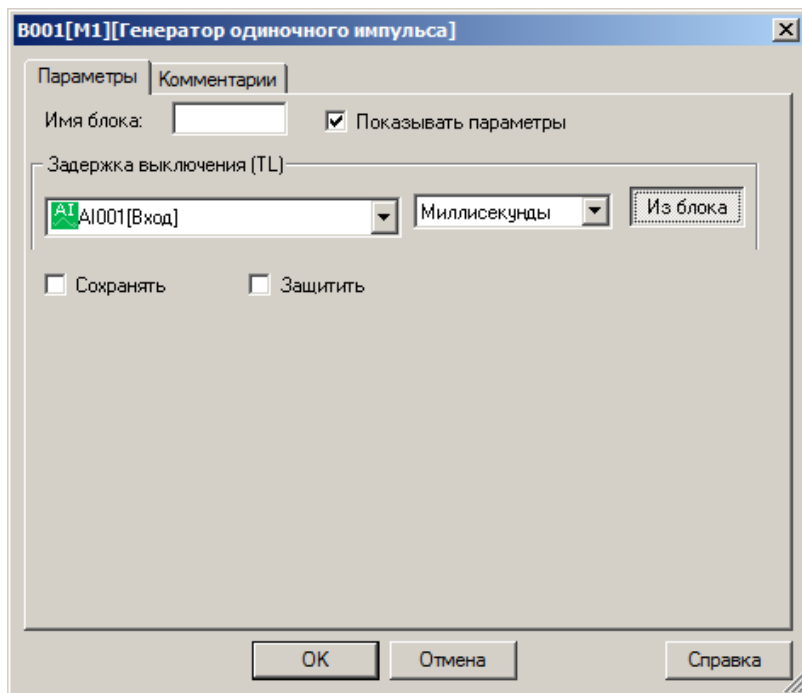 B001[M1][Генератор одиночного импульса]
Параметры Комментарии
Имя блока: Показывать параметры
Задержка выключения (TL)
AI AI001[Вход] Миллисекунды Из блока
Сохранять Защитить
OK Отмена Справка